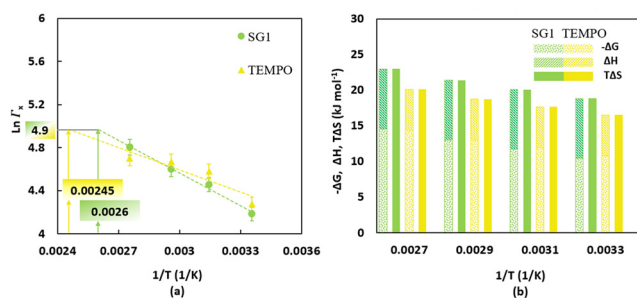 6
5.6
5.2
4.9
4.8
4.4
4
Ln Γx
SG1
TEMPO
0.00245
0.0026
0.0024
0.0027
0.003
0.0033
0.0036
1/T (1/K)
(a)
30
25
20
15
10
5
0
-ΔG, ΔH, TΔS (kJ mol-1)
SG1 TEMPO
-ΔG
ΔH
TΔS
0.0027
0.0029
0.0031
0.0033
1/T (1/K)
(b)